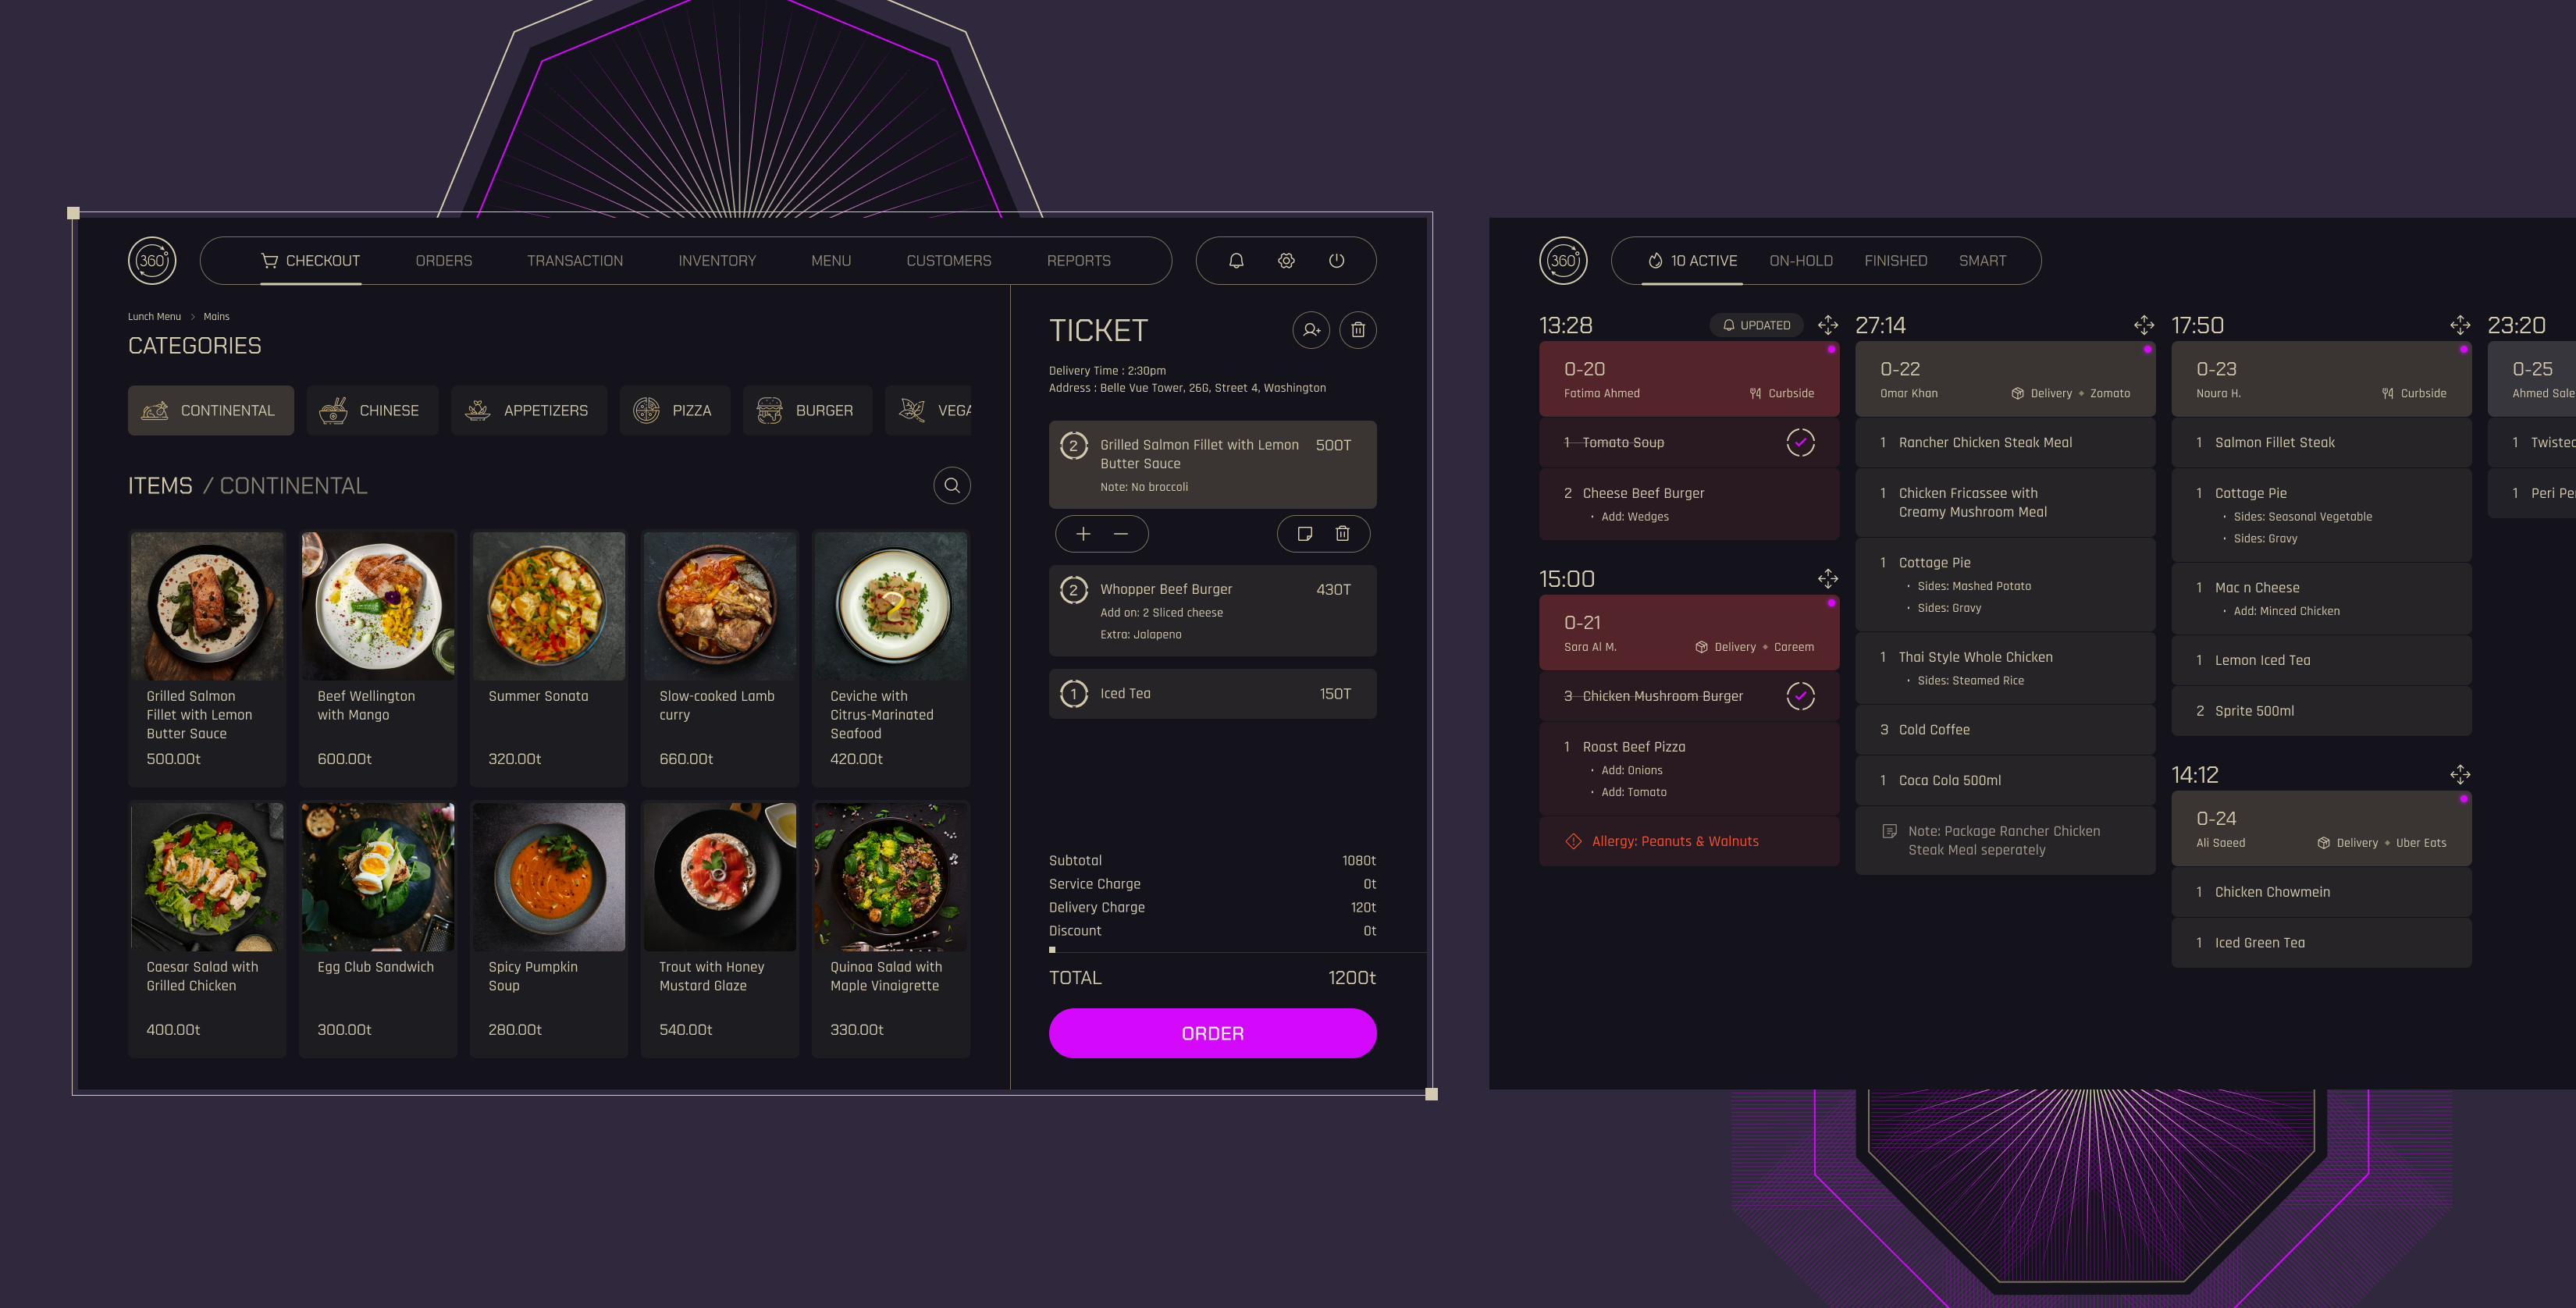 360°
CHECKOUT
ORDERS
TRANSACTION
INVENTORY
MENU
CUSTOMERS
REPORTS
Lunch Menu > Mains
CATEGORIES
CONTINENTAL
CHINESE
APPETIZERS
PIZZA
BURGER
VEGA
ITEMS / CONTINENTAL
Grilled Salmon
Fillet with Lemon
Butter Sauce
500.00t
Beef Wellington
with Mango
600.00t
Summer Sonata
320.00t
Slow-cooked Lamb
curry
660.00t
Ceviche with
Citrus-Marinated
Seafood
420.00t
Caesar Salad with
Grilled Chicken
400.00t
Egg Club Sandwich
300.00t
Spicy Pumpkin
Soup
280.00t
Trout with Honey
Mustard Glaze
540.00t
Quinoa Salad with
Maple Vinaigrette
330.00t
TICKET
Delivery Time : 2:30pm
Address : Belle Vue Tower, 26G, Street 4, Washington
2 Grilled Salmon Fillet with Lemon 500T
Butter Sauce
Note: No broccoli
2 Whopper Beef Burger 430T
Add on: 2 Sliced cheese
Extra: Jalapeno
1 Iced Tea 150T
Subtotal 1080t
Service Charge 0t
Delivery Charge 120t
Discount 0t
TOTAL 1200t
ORDER
360°
10 ACTIVE
ON-HOLD
FINISHED
SMART
13:28 UPDATED
0-20
Fatima Ahmed Curbside
1 Tomato Soup
2 Cheese Beef Burger
• Add: Wedges
15:00
0-21
Sara Al M. Delivery • Careem
3 Chicken Mushroom Burger
1 Roast Beef Pizza
• Add: Onions
• Add: Tomato
Allergy: Peanuts & Walnuts
27:14
0-22
Omar Khan Delivery • Zomato
1 Rancher Chicken Steak Meal
1 Chicken Fricassee with
Creamy Mushroom Meal
1 Cottage Pie
• Sides: Mashed Potato
• Sides: Gravy
1 Thai Style Whole Chicken
• Sides: Steamed Rice
3 Cold Coffee
1 Coca Cola 500ml
Note: Package Rancher Chicken
Steak Meal seperately
17:50
0-23
Noura H. Curbside
1 Salmon Fillet Steak
1 Cottage Pie
• Sides: Seasonal Vegetable
• Sides: Gravy
1 Mac n Cheese
• Add: Minced Chicken
1 Lemon Iced Tea
2 Sprite 500ml
14:12
0-24
Ali Saeed Delivery • Uber Eats
1 Chicken Chowmein
1 Iced Green Tea
23:20
0-25
Ahmed Sale
1 Twisted
1 Peri Per